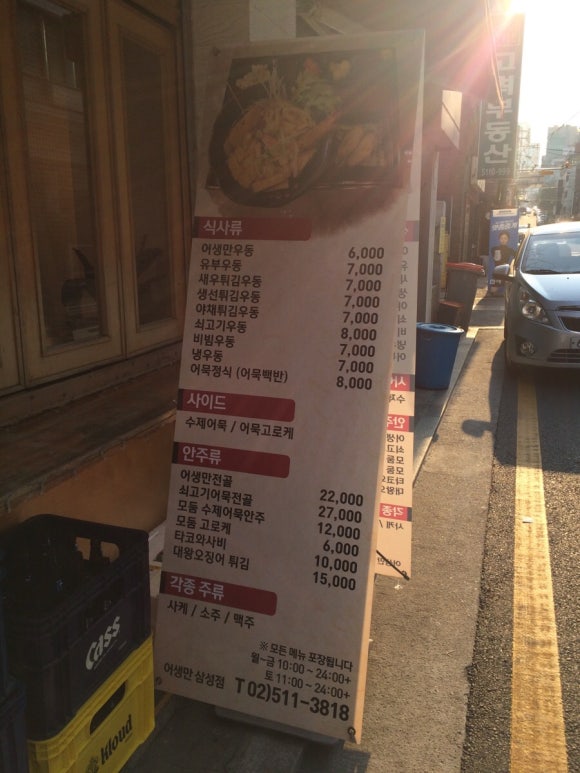 식사류
어생만우동 6,000
유부우동 7,000
새우튀김우동 7,000
생선튀김우동 7,000
야채튀김우동 7,000
쇠고기우동 8,000
비빔우동 7,000
냉우동 7,000
어묵정식 (어묵백반) 8,000
사이드
수제어묵 / 어묵고로케
안주류
어생만전골 22,000
쇠고기어묵전골 27,000
모둠 수제어묵안주 12,000
모둠 고로케 6,000
타코와사비 10,000
대왕오징어 튀김 15,000
각종 주류
사케 / 소주 / 맥주
※ 모든 메뉴 포장됩니다
월~금 10:00 ~ 24:00+
토 11:00 ~ 24:00+
어생만 삼성점 T 02)511-3818
Cass
kloud
고려부동산